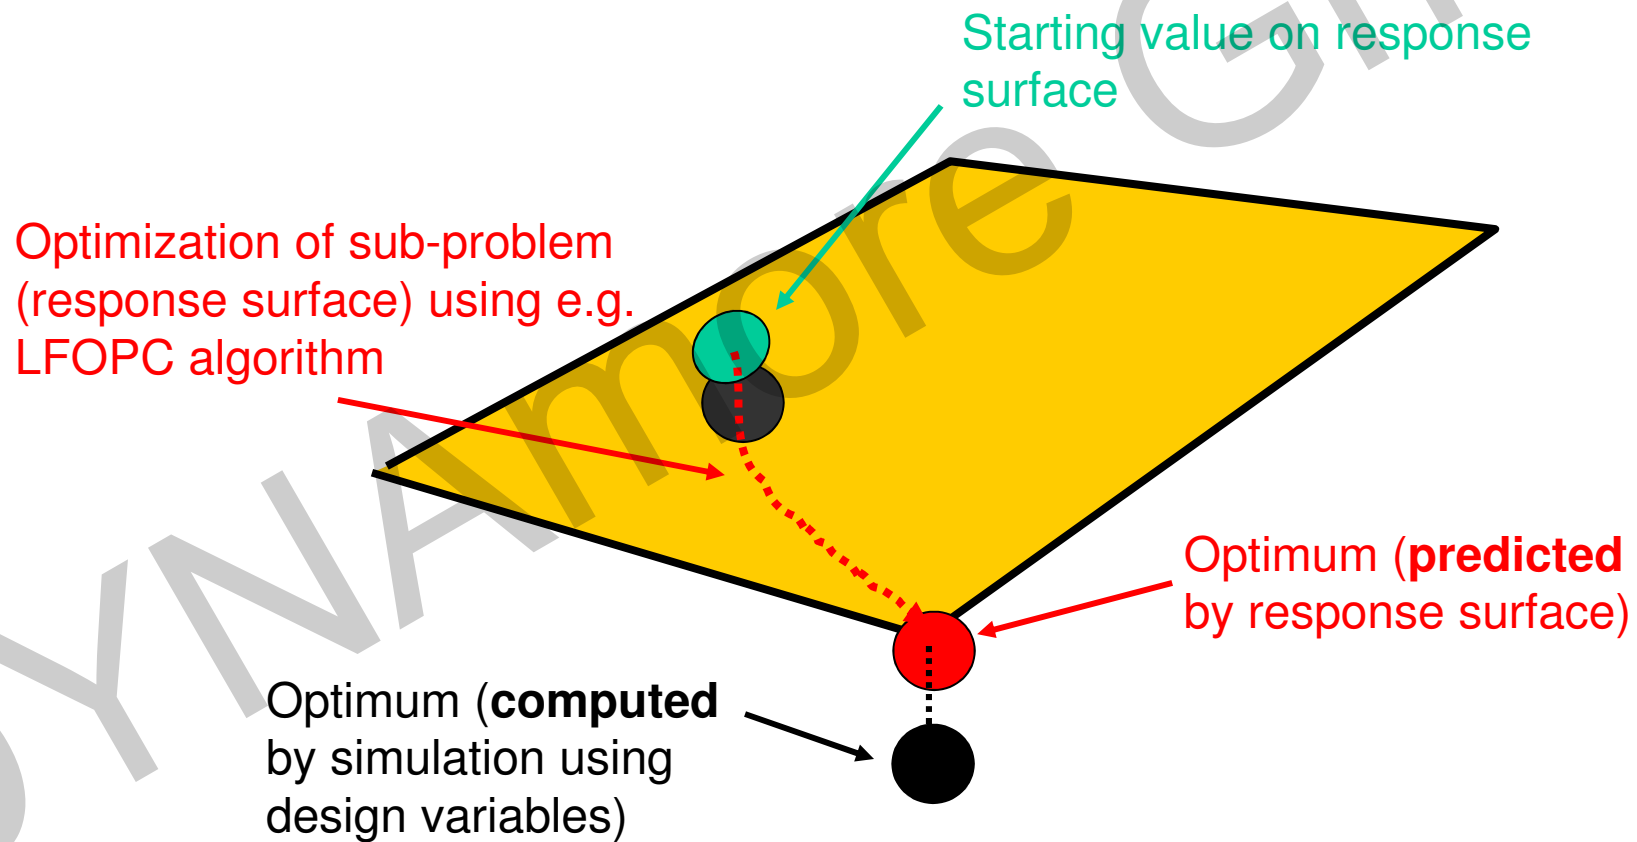 Starting value on response
surface
Optimization of sub-problem
(response surface) using e.g.
LFOPC algorithm
Optimum (predicted
by response surface)
Optimum (computed
by simulation using
design variables)
DYNAmore G